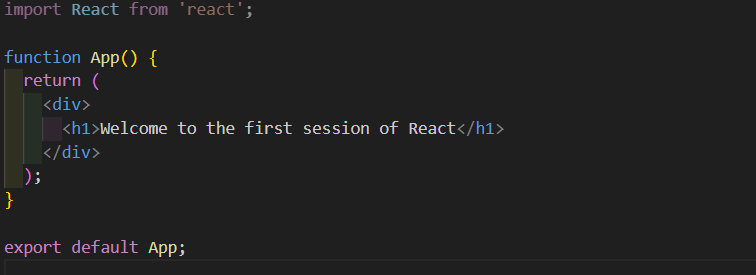 import React from 'react';
function App() {
return (
<div>
<h1>Welcome to the first session of React</h1>
</div>
);
}
export default App;